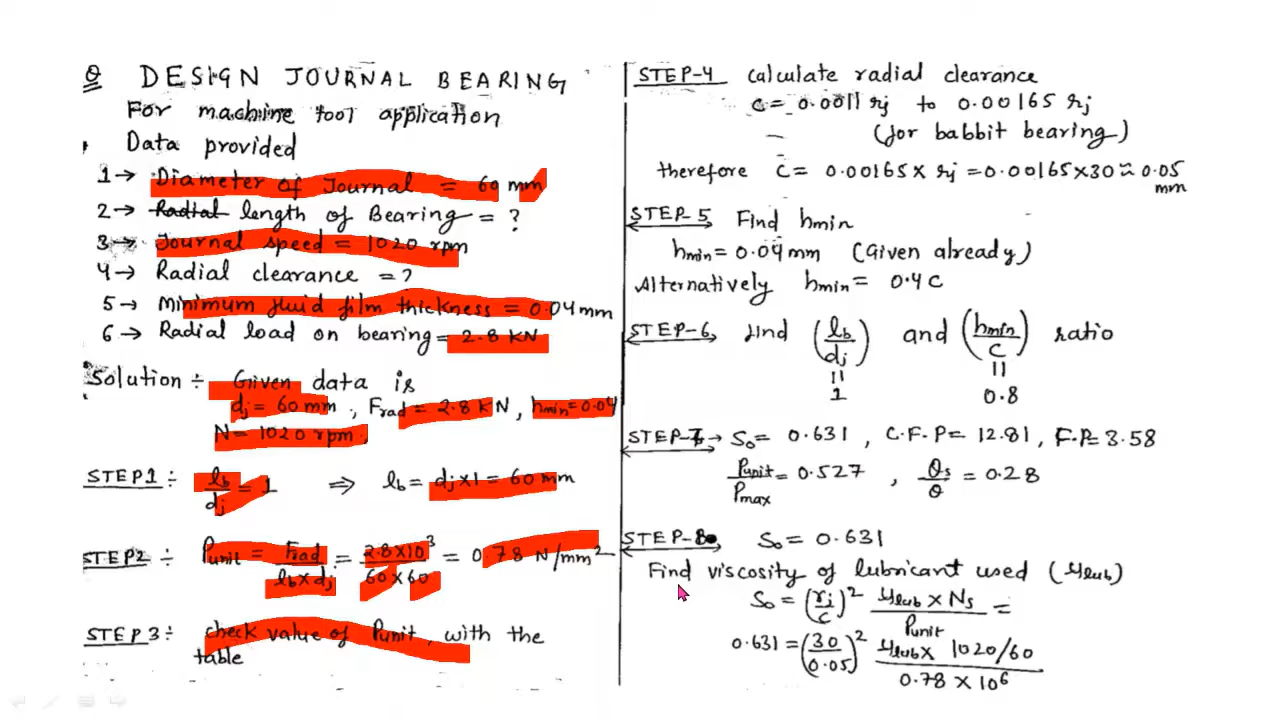 Q DESIGN JOURNAL BEARING
For machine tool application
Data provided
1→ Diameter of Journal = 60 mm
2→ Radial length of Bearing = ?
3→ Journal speed = 1020 rpm
4→ Radial clearance = ?
5→ Minimum fluid film thickness = 0.04 mm
6→ Radial load on bearing = 2.8 KN
Solution ÷ Given data is
dj = 60 mm, Frad = 2.8 KN, hmin = 0.04
N = 1020 rpm,
STEP1 ÷ lb/dj = 1 ⇒ lb = dj×1 = 60 mm
STEP2 ÷ Punit = Frad/(lb×dj) = 2.8×10³/(60×60) = 0.78 N/mm²
STEP3 ÷ check value of Punit, with the
table
STEP-4 Calculate radial clearance
C = 0.0011 rj to 0.00165 rj
(for babbit bearing)
therefore C = 0.00165 × rj = 0.00165×30 ≈ 0.05
mm
STEP-5 Find hmin
hmin = 0.04 mm (Given already)
Alternatively hmin = 0.4 C
STEP-6 find (lb/dj) and (hmin/C) ratio
= =
1 0.8
STEP-7 → So = 0.631, C.F.P = 12.81, F.P = 3.58
Punit/Pmax = 0.527, θs/θ = 0.28
STEP-8 So = 0.631
Find viscosity of lubricant used (μlub)
So = (rj/C)² μlub × Ns/Punit =
0.631 = (30/0.05)² μlub × 1020/60 / 0.78 × 10⁶